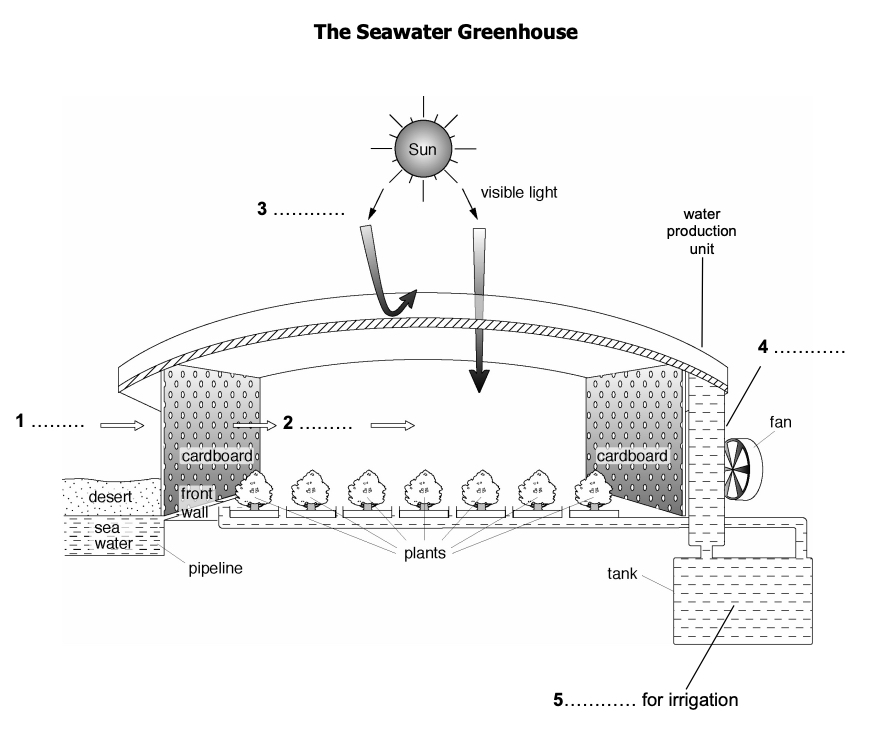 The Seawater Greenhouse
Sun
visible light
3 ............
water
production
unit
4 ............
1 .........
2 .........
fan
cardboard
cardboard
desert
front
wall
sea
water
plants
pipeline
tank
5............ for irrigation